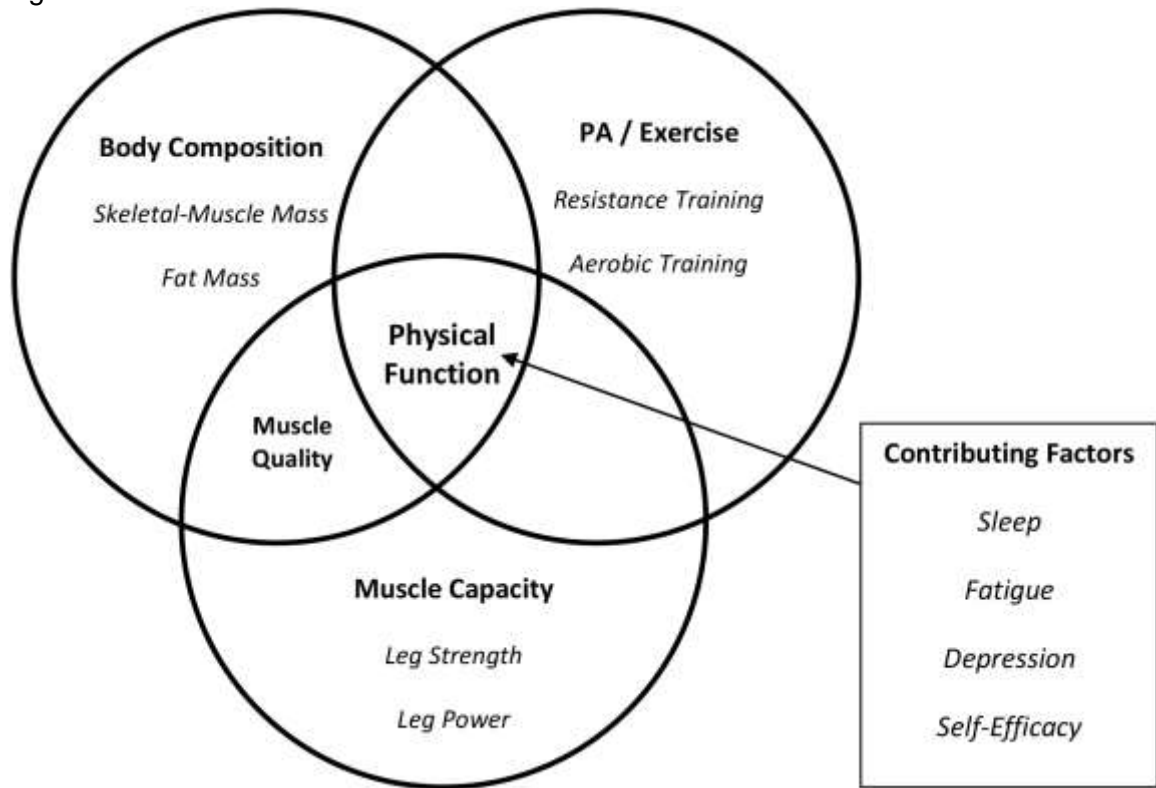 Body Composition
Skeletal-Muscle Mass
Fat Mass
PA / Exercise
Resistance Training
Aerobic Training
Physical
Function
Muscle
Quality
Muscle Capacity
Leg Strength
Leg Power
Contributing Factors
Sleep
Fatigue
Depression
Self-Efficacy